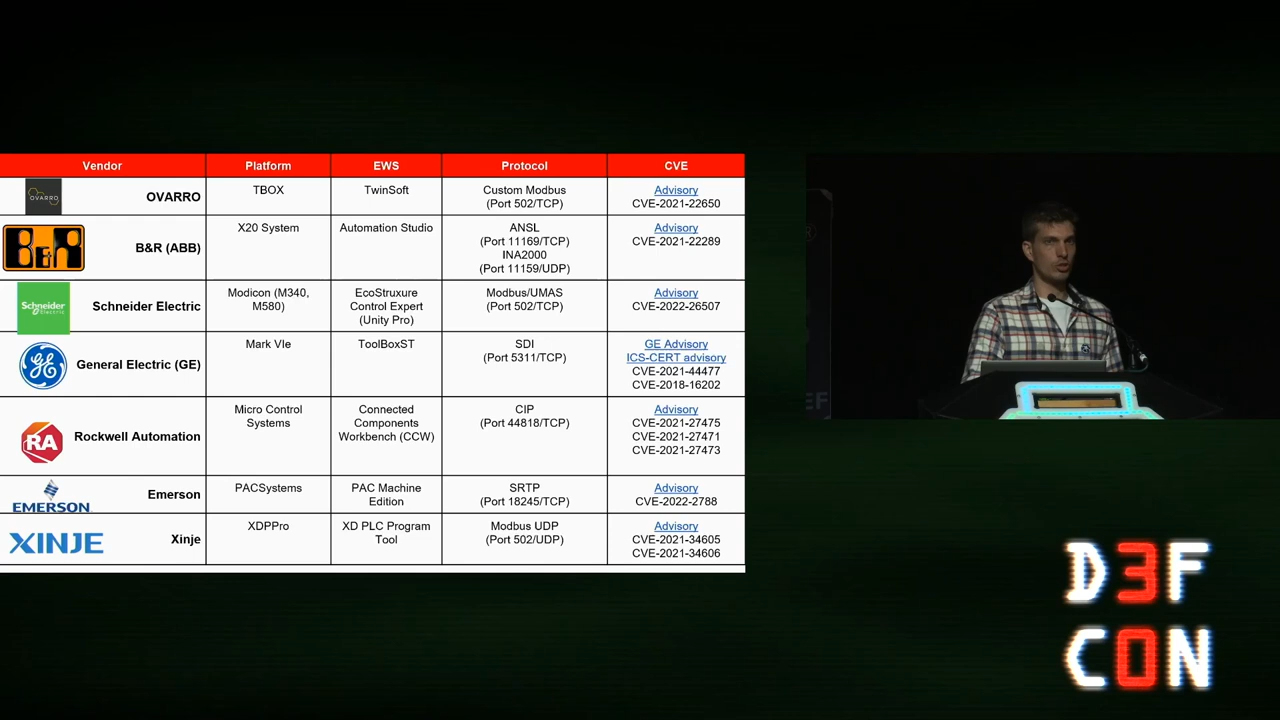 Vendor Platform EWS Protocol CVE
OVARRO
OVARRO
TBOX
TwinSoft
Custom Modbus
(Port 502/TCP)
Advisory
CVE-2021-22650
B&R
B&R (ABB)
X20 System
Automation Studio
ANSL
(Port 11169/TCP)
INA2000
(Port 11159/UDP)
Advisory
CVE-2021-22289
Schneider
Electric
Schneider Electric
Modicon (M340,
M580)
EcoStruxure
Control Expert
(Unity Pro)
Modbus/UMAS
(Port 502/TCP)
Advisory
CVE-2022-26507
GE
General Electric (GE)
Mark VIe
ToolBoxST
SDI
(Port 5311/TCP)
GE Advisory
ICS-CERT advisory
CVE-2021-44477
CVE-2018-16202
RA
Rockwell Automation
Micro Control
Systems
Connected
Components
Workbench (CCW)
CIP
(Port 44818/TCP)
Advisory
CVE-2021-27475
CVE-2021-27471
CVE-2021-27473
EMERSON
Emerson
PACSystems
PAC Machine
Edition
SRTP
(Port 18245/TCP)
Advisory
CVE-2022-2788
XINJE
Xinje
XDPPro
XD PLC Program
Tool
Modbus UDP
(Port 502/UDP)
Advisory
CVE-2021-34605
CVE-2021-34606
EF
D3F
C0N